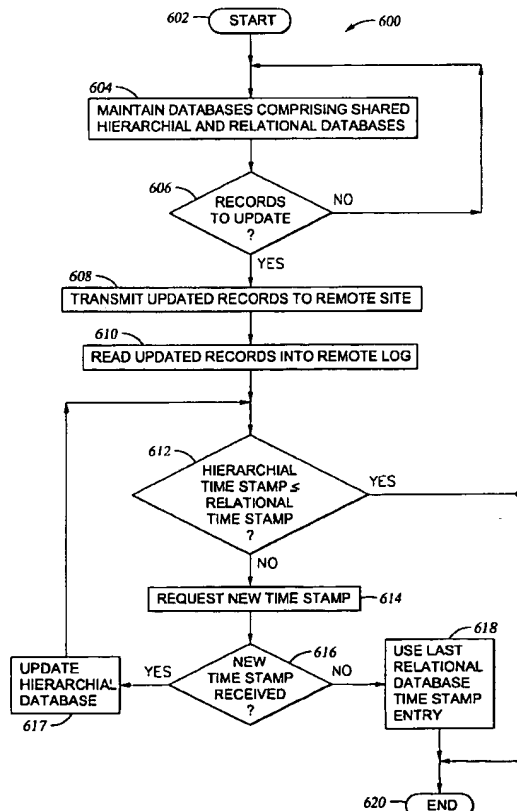 602
START
600
604
MAINTAIN DATABASES COMPRISING SHARED
HIERARCHIAL AND RELATIONAL DATABASES
606
RECORDS
TO UPDATE
?
NO
YES
608
TRANSMIT UPDATED RECORDS TO REMOTE SITE
610
READ UPDATED RECORDS INTO REMOTE LOG
612
HIERARCHIAL
TIME STAMP ≤
RELATIONAL
TIME STAMP
?
YES
NO
REQUEST NEW TIME STAMP
614
616
NEW
TIME STAMP
RECEIVED
?
YES
NO
UPDATE
HIERARCHIAL
DATABASE
617
618
USE LAST
RELATIONAL
DATABASE
TIME STAMP
ENTRY
620
END